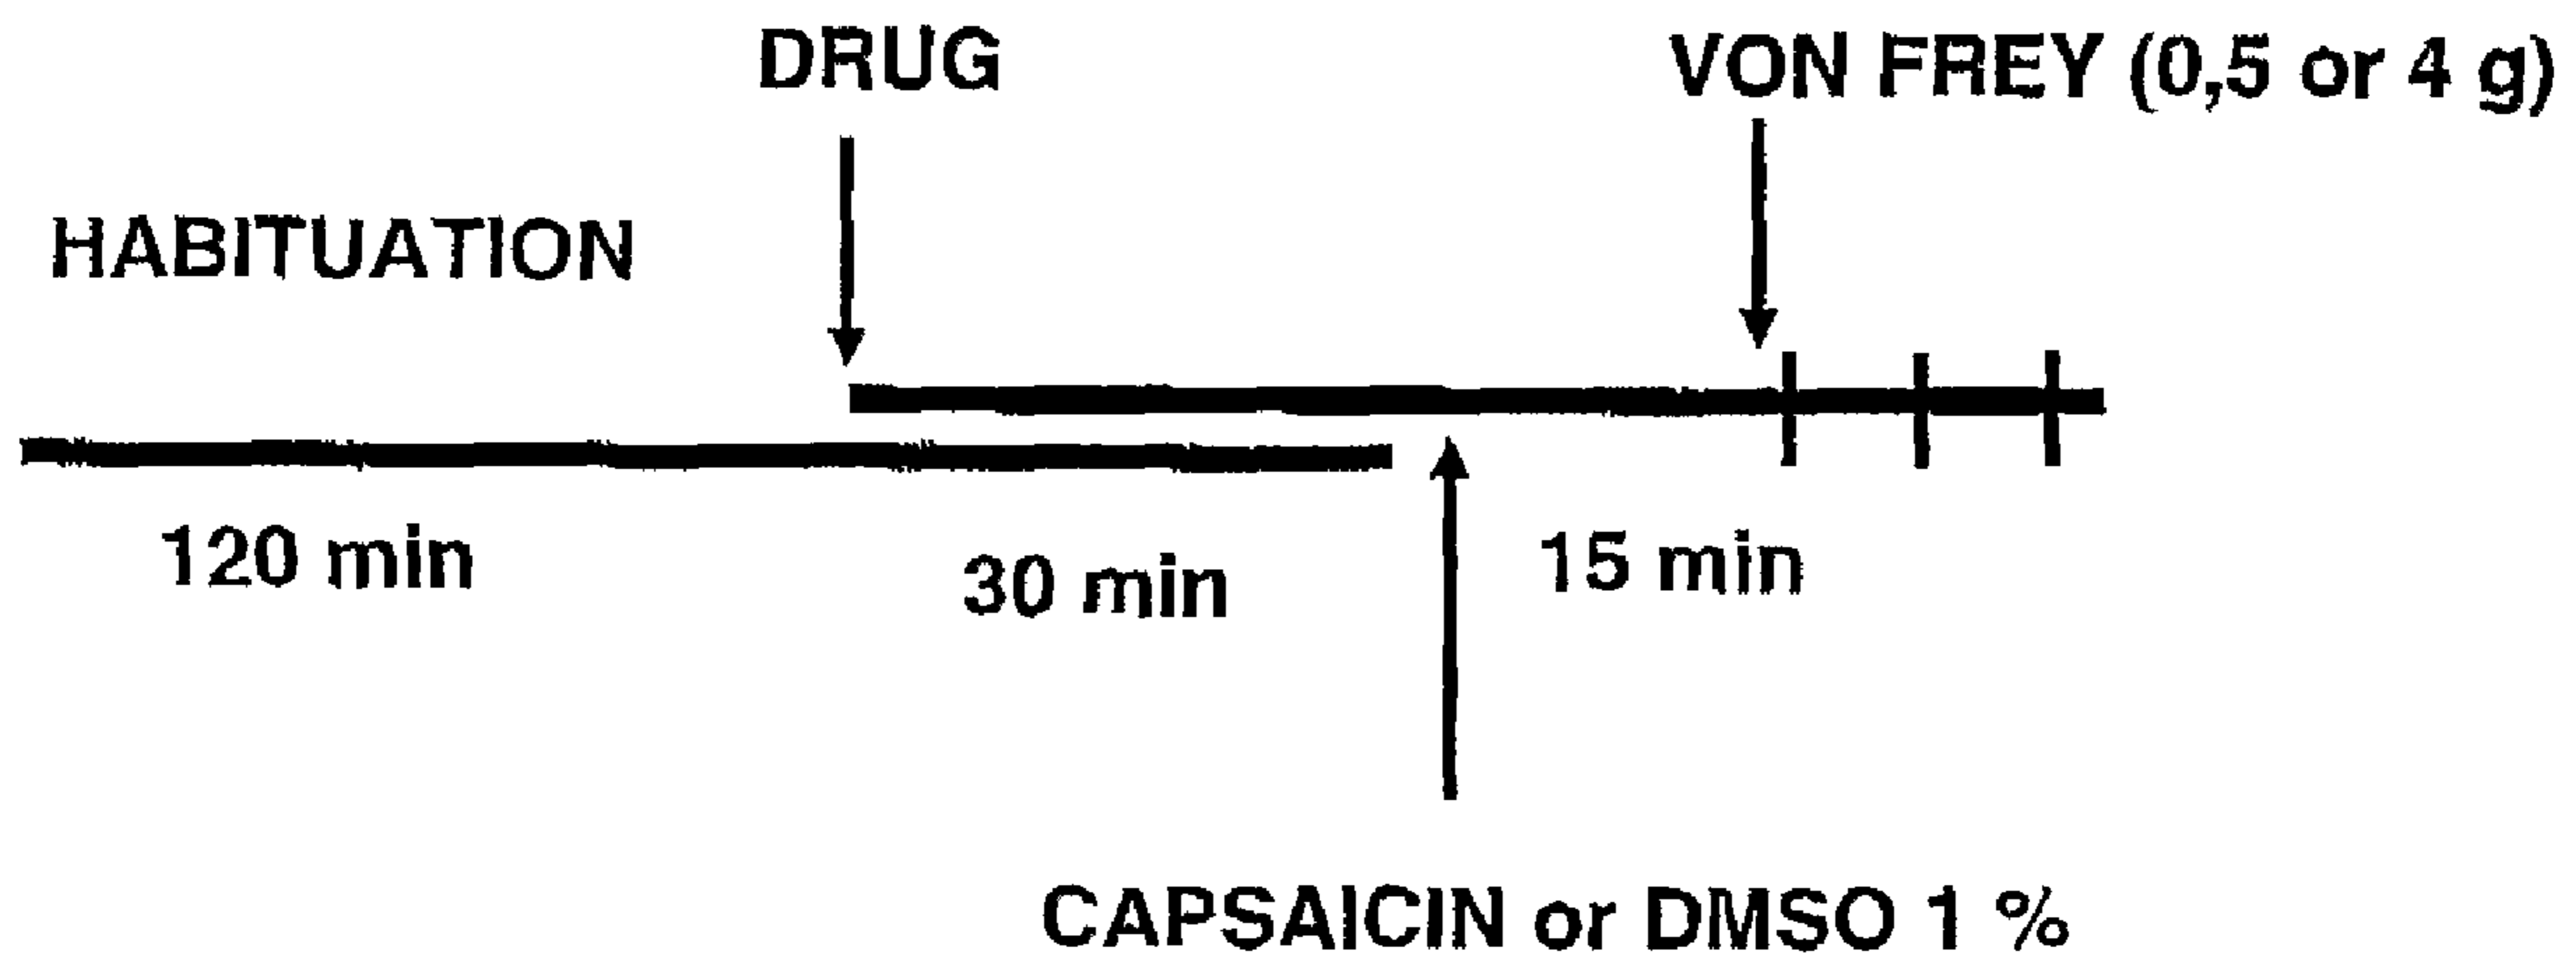 DRUG
VON FREY (0,5 or 4 g)
HABITUATION
120 min
30 min
15 min
CAPSAICIN or DMSO 1 %